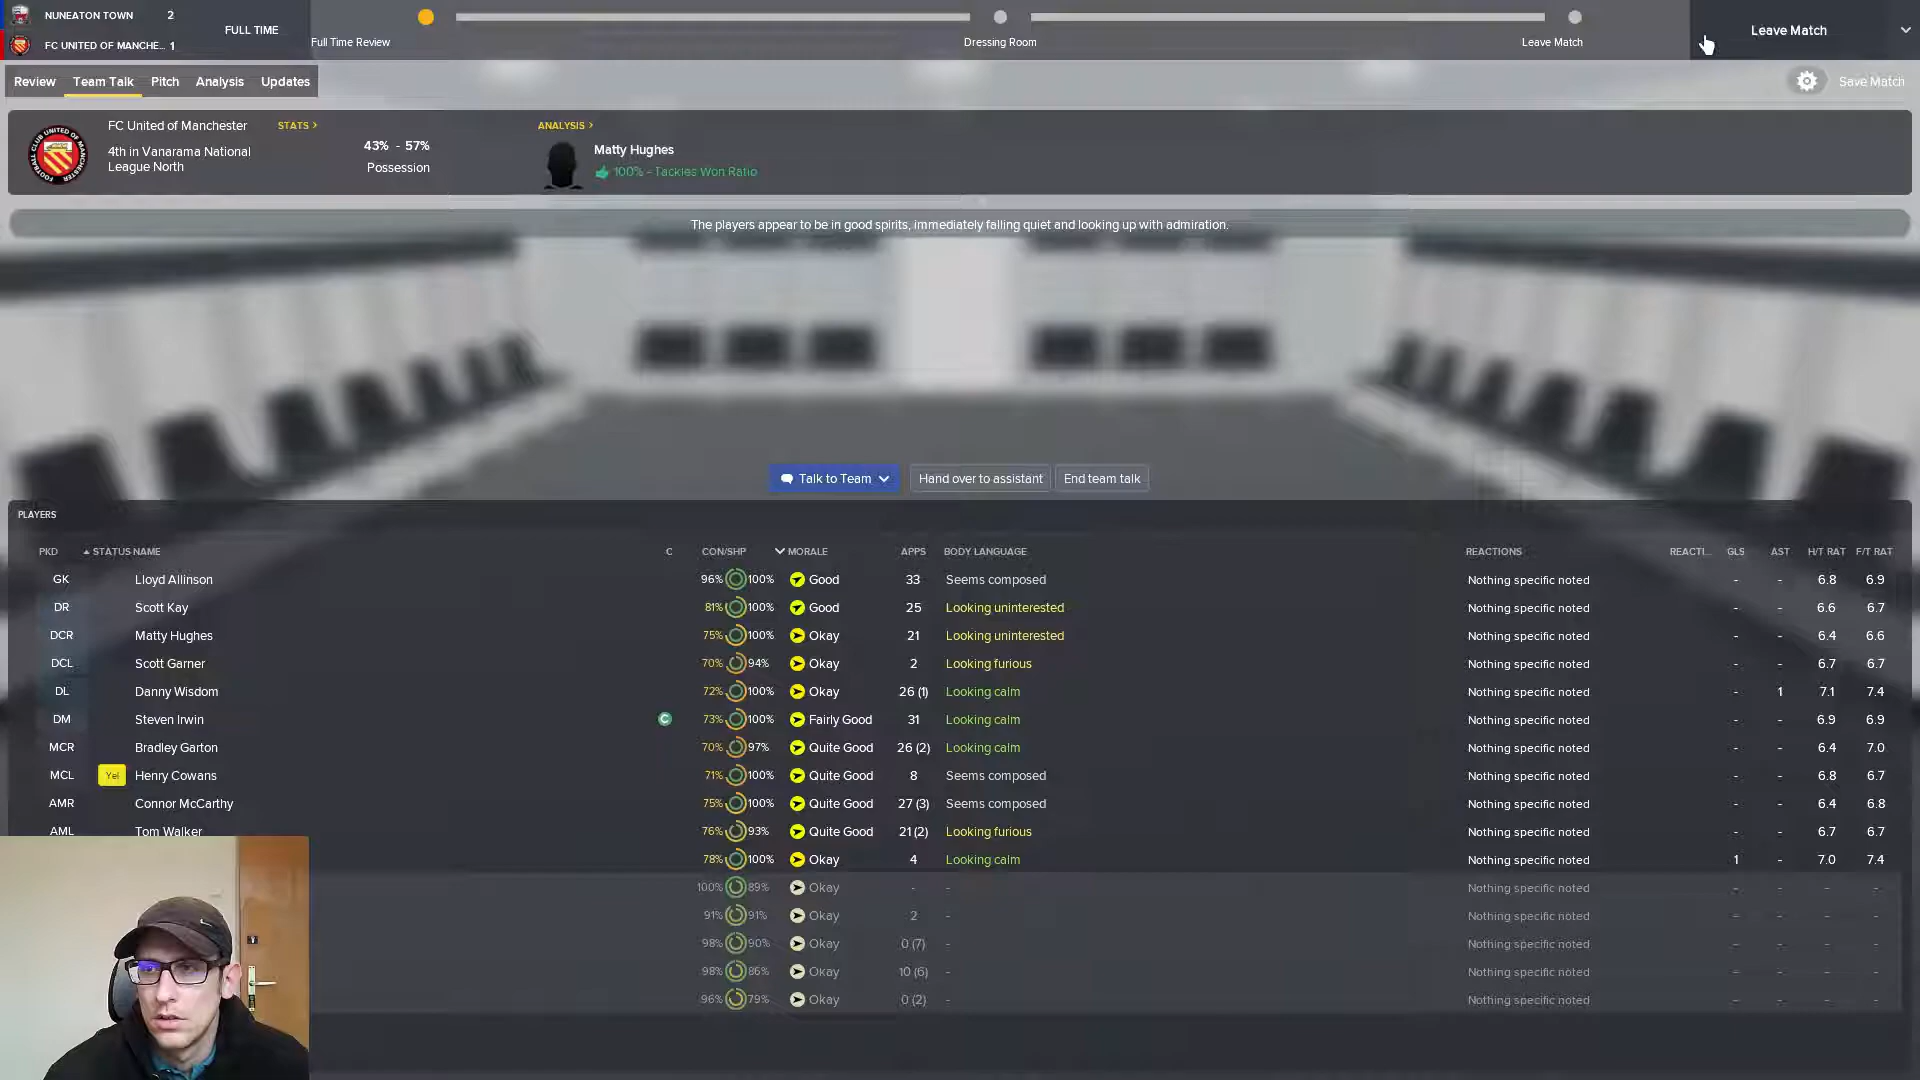 NUNEATON TOWN 2
FC UNITED OF MANCHE... 1
FULL TIME
Full Time Review
Dressing Room
Leave Match
Leave Match
Review Team Talk Pitch Analysis Updates
Save Match
FC United of Manchester
4th in Vanarama National
League North
STATS >
43% - 57%
Possession
ANALYSIS >
Matty Hughes
100% - Tackles Won Ratio
The players appear to be in good spirits, immediately falling quiet and looking up with admiration.
Talk to Team Hand over to assistant End team talk
PLAYERS
PKD STATUS NAME C CON/SHP MORALE APPS BODY LANGUAGE REACTIONS REACTI... GLS AST H/T RAT F/T RAT
GK Lloyd Allinson 96% 100% Good 33 Seems composed Nothing specific noted - - 6.8 6.9
DR Scott Kay 81% 100% Good 25 Looking uninterested Nothing specific noted - - 6.6 6.7
DCR Matty Hughes 75% 100% Okay 21 Looking uninterested Nothing specific noted - - 6.4 6.6
DCL Scott Garner 70% 94% Okay 2 Looking furious Nothing specific noted - - 6.7 6.7
DL Danny Wisdom 72% 100% Okay 26 (1) Looking calm Nothing specific noted - 1 7.1 7.4
DM Steven Irwin C 73% 100% Fairly Good 31 Looking calm Nothing specific noted - - 6.9 6.9
MCR Bradley Garton 70% 97% Quite Good 26 (2) Looking calm Nothing specific noted - - 6.4 7.0
MCL Yel Henry Cowans 71% 100% Quite Good 8 Seems composed Nothing specific noted - - 6.8 6.7
AMR Connor McCarthy 75% 100% Quite Good 27 (3) Seems composed Nothing specific noted - - 6.4 6.8
AML Tom Walker 76% 93% Quite Good 21 (2) Looking furious Nothing specific noted - - 6.7 6.7
78% 100% Okay 4 Looking calm Nothing specific noted 1 - 7.0 7.4
100% 89% Okay - - Nothing specific noted - - - -
91% 91% Okay 2 - Nothing specific noted - - - -
98% 90% Okay 0 (7) - Nothing specific noted - - - -
98% 86% Okay 10 (6) - Nothing specific noted - - - -
96% 79% Okay 0 (2) - Nothing specific noted - - - -